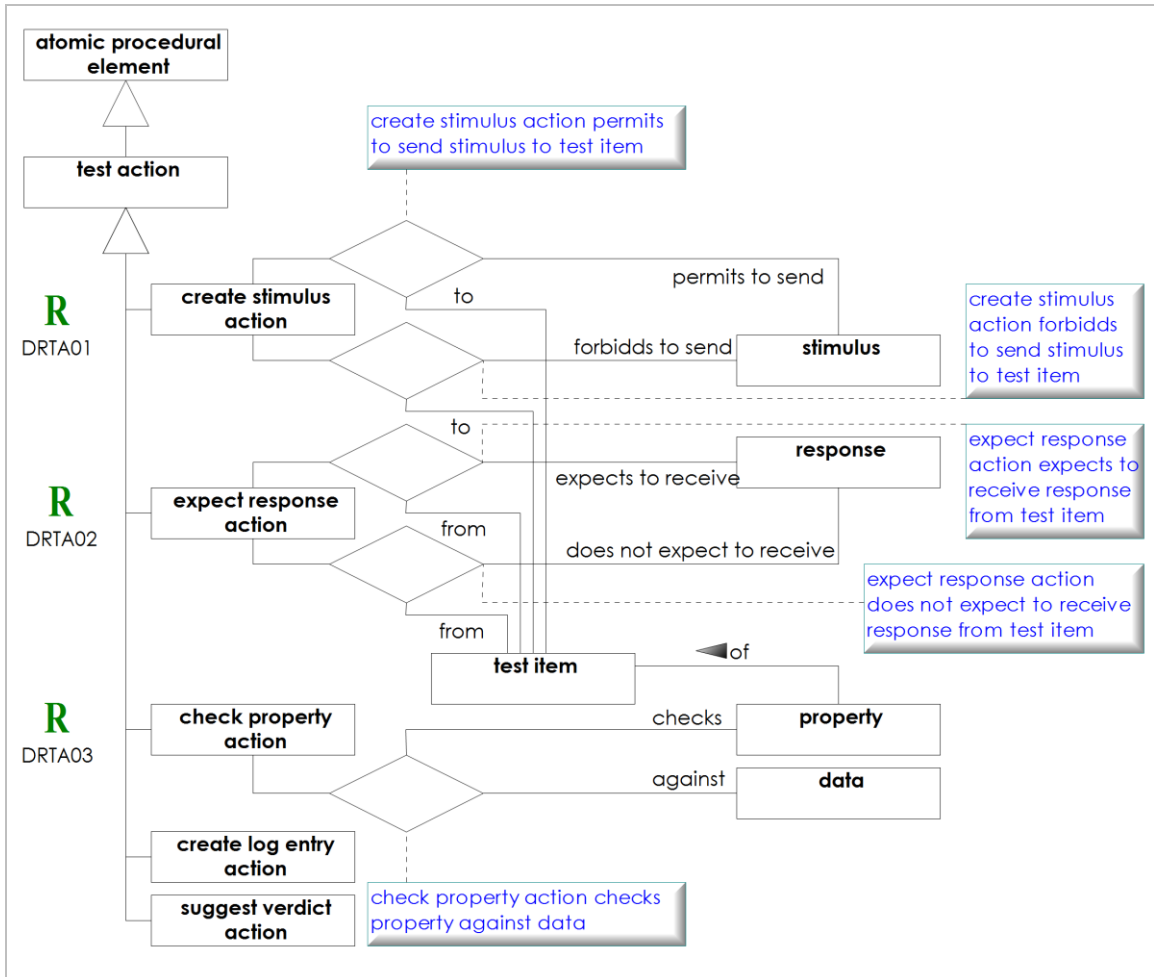 atomic procedural
element
create stimulus action permits
to send stimulus to test item
test action
permits to send
R
DRTA01
create stimulus
action
to
create stimulus
action forbidds
to send stimulus
to test item
forbidds to send
stimulus
to
R
DRTA02
expect response
action
expects to receive
response
expect response
action expects to
receive response
from test item
from
does not expect to receive
expect response action
does not expect to receive
response from test item
from
of
test item
R
DRTA03
check property
action
checks
property
against
data
create log entry
action
check property action checks
property against data
suggest verdict
action